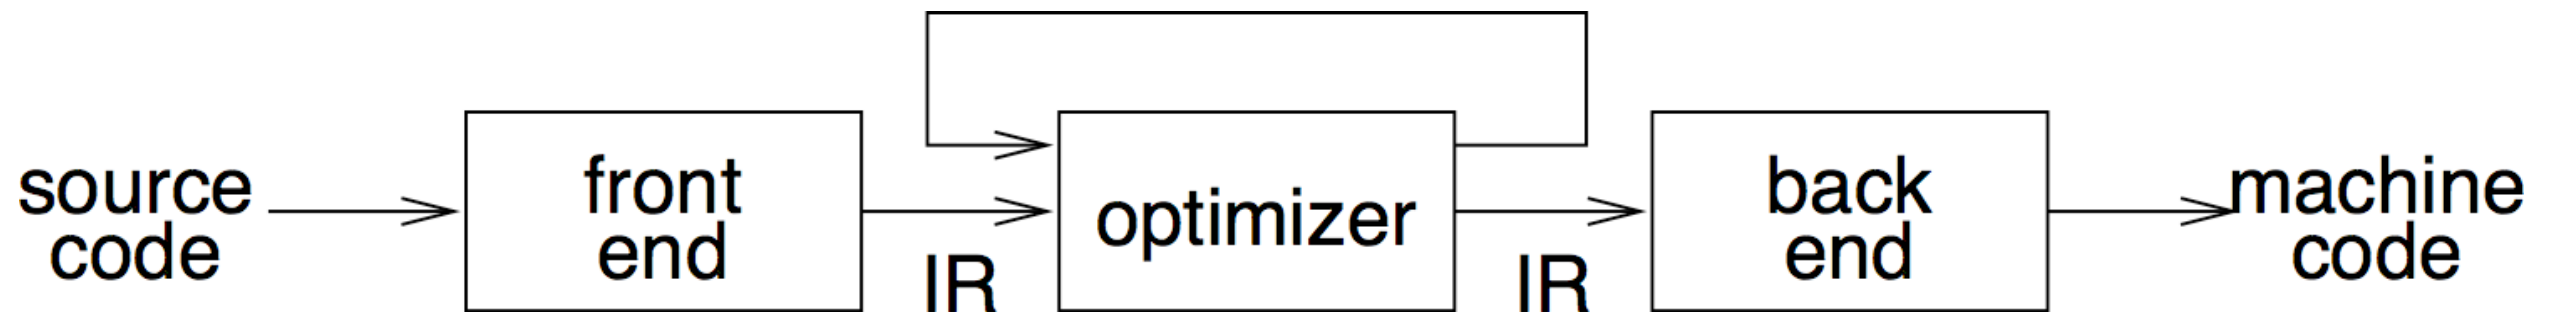 source
code
front
end
IR
optimizer
IR
back
end
machine
code